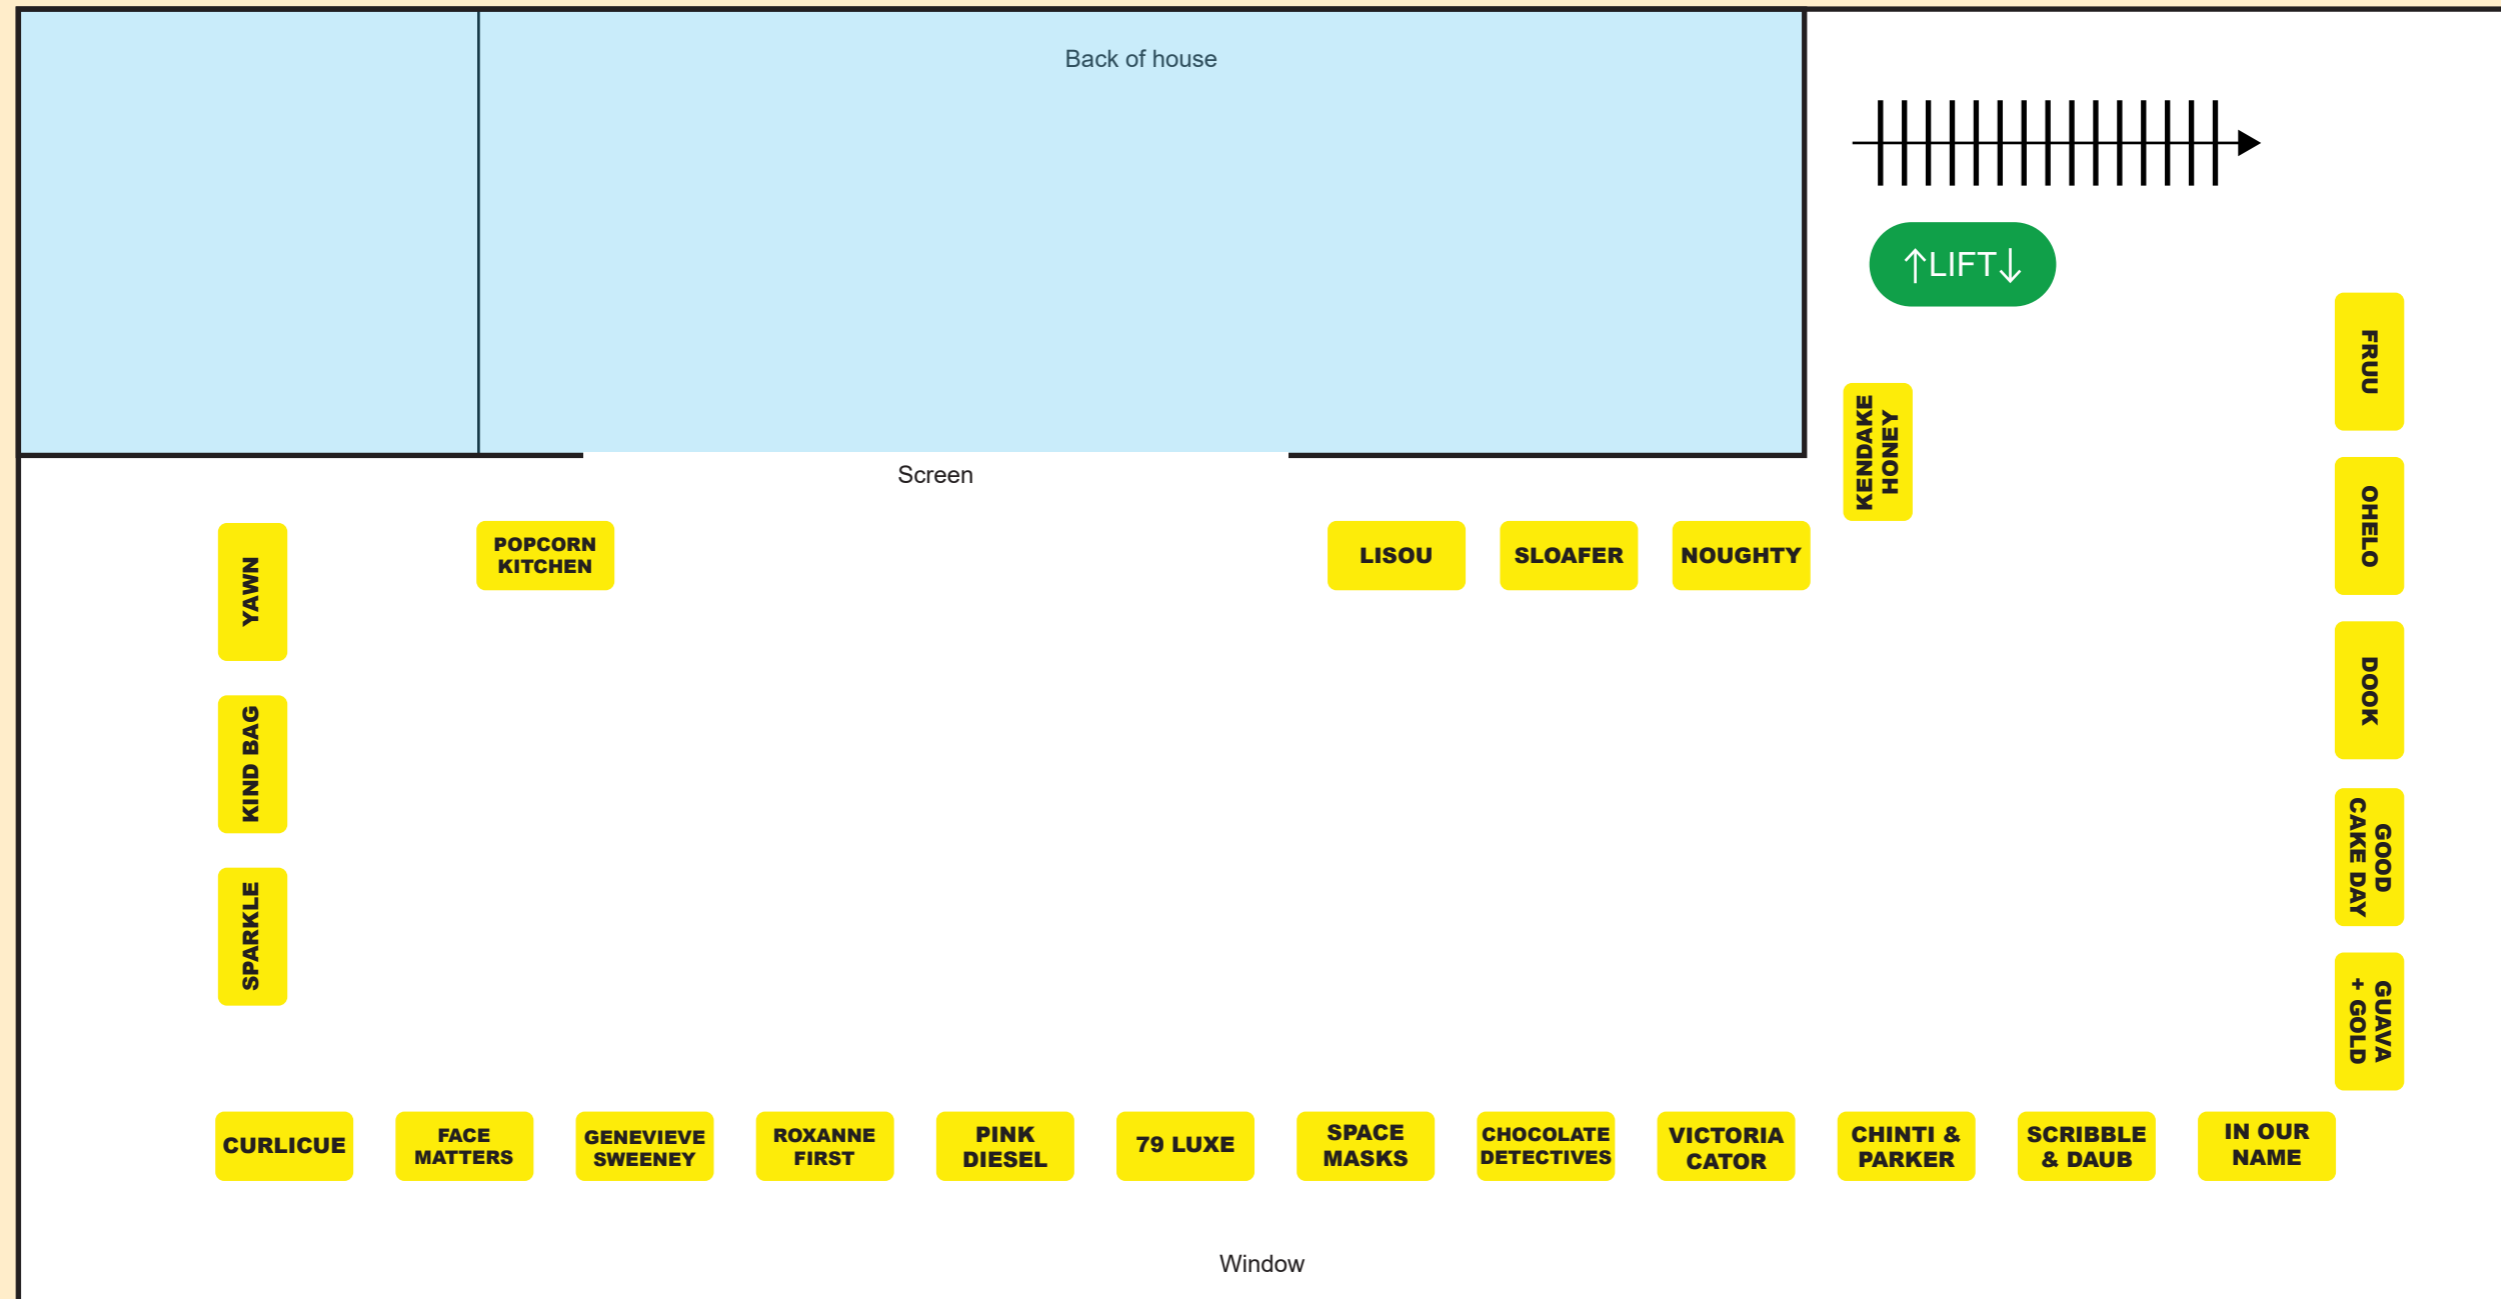 Back of house
↑LIFT↓
FRUU
KENDAKE
HONEY
Screen
OHELO
YAWN
POPCORN
KITCHEN
LISOU
SLOAFER
NOUGHTY
DOOK
KIND BAG
GOOD
CAKE DAY
SPARKLE
GUAVA
+ GOLD
CURLICUE
FACE
MATTERS
GENEVIEVE
SWEENEY
ROXANNE
FIRST
PINK
DIESEL
79 LUXE
SPACE
MASKS
CHOCOLATE
DETECTIVES
VICTORIA
CATOR
CHINTI &
PARKER
SCRIBBLE
& DAUB
IN OUR
NAME
Window